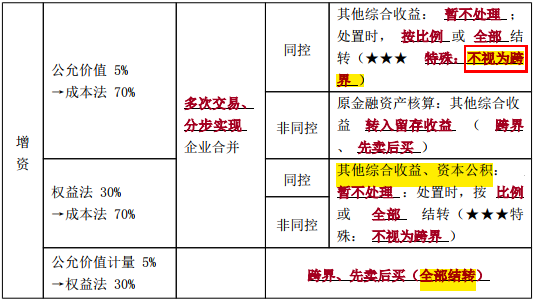 增
资
公允价值 5%
→成本法 70%
多次交易、
分步实现
企业合并
同控
其他综合收益：暂不处理；
处置时，按比例或全部结
转（★★★ 特殊：不视为跨
界）
非同控
原金融资产核算：其他综合收
益 转入留存收益 （ 跨界
、先卖后买）
权益法 30%
→成本法 70%
同控
非同控
其他综合收益、资本公积：
暂不处理；处置时，按 比例
或 全部 结转（★★★特
殊：不视为跨界）
公允价值计量 5%
→权益法 30%
跨界、先卖后买（全部结转）